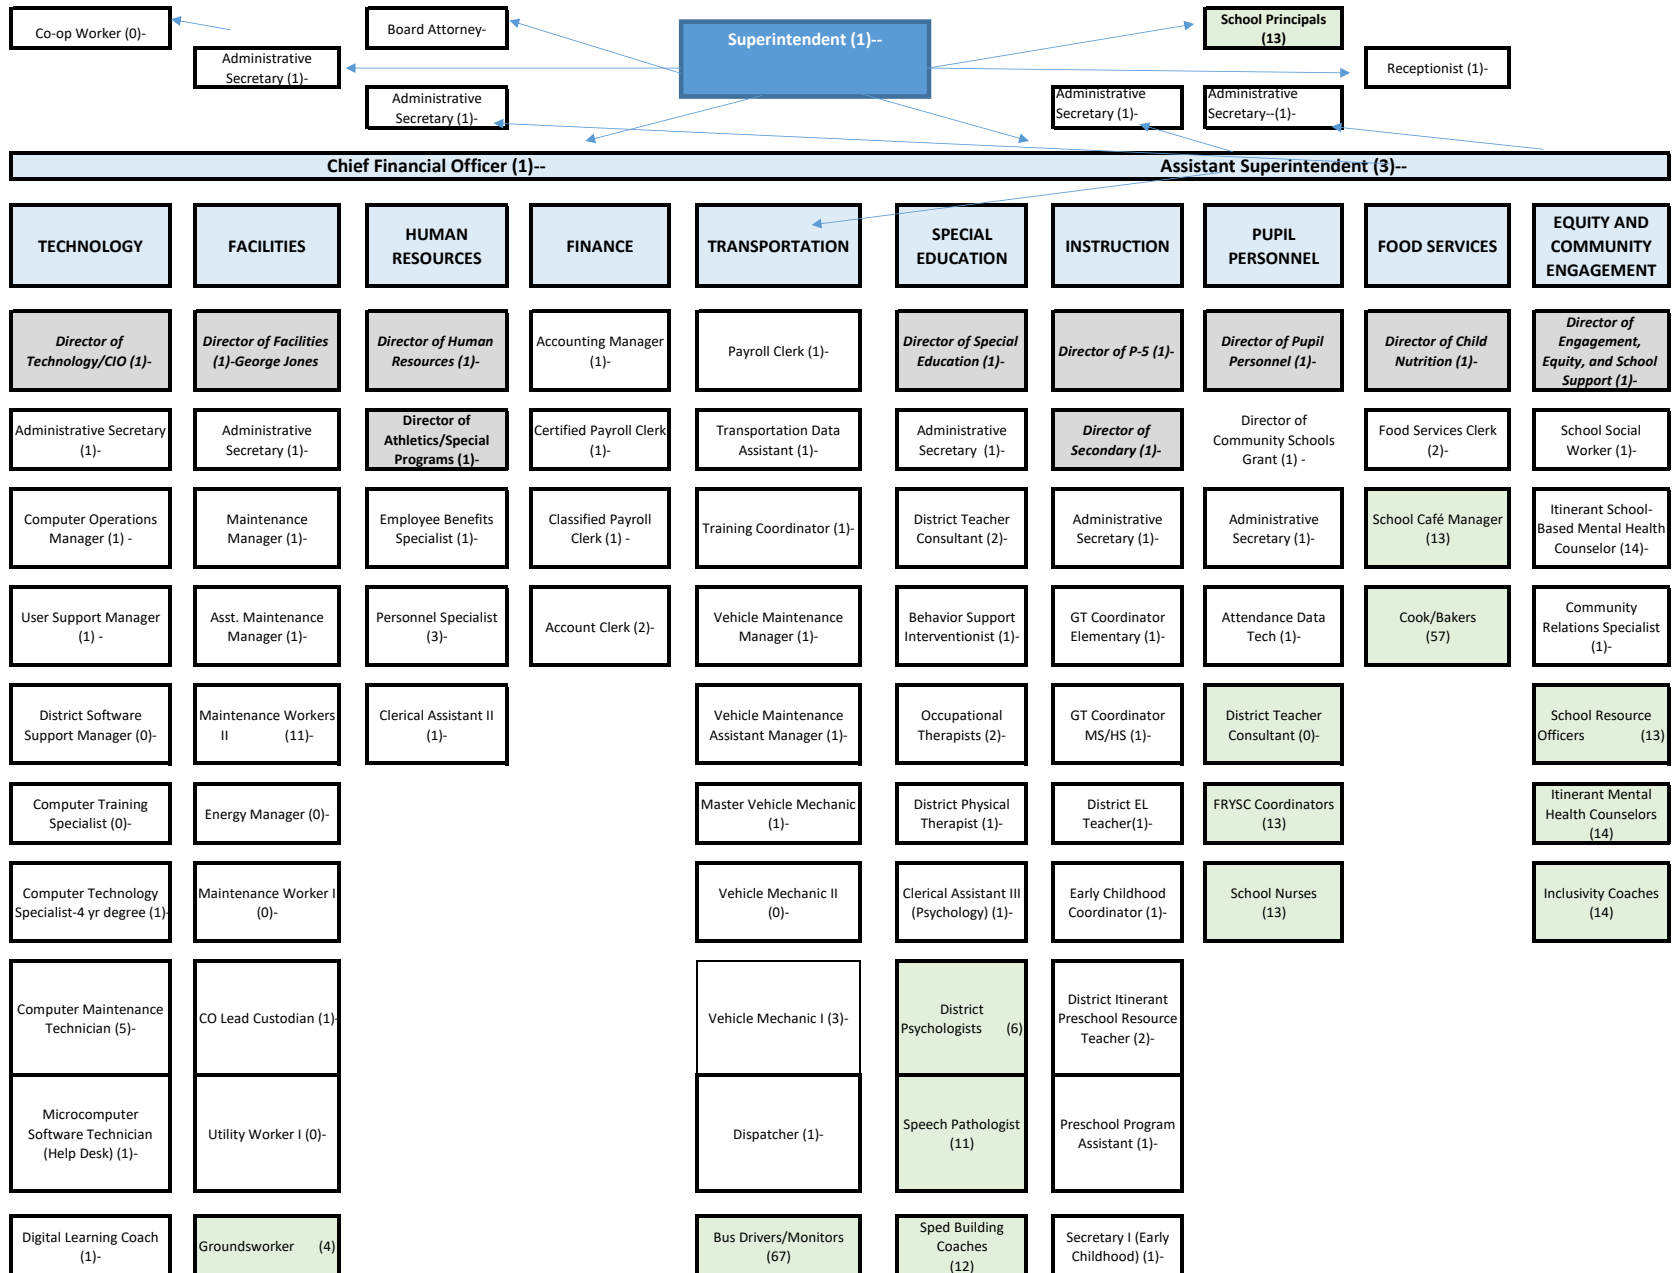 Co-op Worker (0)-
Board Attorney-
Superintendent (1)--
School Principals
(13)
Administrative
Secretary (1)-
Receptionist (1)-
Administrative
Secretary (1)-
Administrative
Secretary (1)-
Administrative
Secretary--(1)-
Chief Financial Officer (1)--
Assistant Superintendent (3)--
TECHNOLOGY
FACILITIES
HUMAN
RESOURCES
FINANCE
TRANSPORTATION
SPECIAL
EDUCATION
INSTRUCTION
PUPIL
PERSONNEL
FOOD SERVICES
EQUITY AND
COMMUNITY
ENGAGEMENT
Director of
Technology/CIO (1)-
Director of Facilities
(1)-George Jones
Director of Human
Resources (1)-
Accounting Manager
(1)-
Payroll Clerk (1)-
Director of Special
Education (1)-
Director of P-5 (1)-
Director of Pupil
Personnel (1)-
Director of Child
Nutrition (1)-
Director of
Engagement,
Equity, and School
Support (1)-
Administrative Secretary
(1)-
Administrative
Secretary (1)-
Director of
Athletics/Special
Programs (1)-
Certified Payroll Clerk
(1)-
Transportation Data
Assistant (1)-
Administrative
Secretary (1)-
Director of
Secondary (1)-
Director of
Community Schools
Grant (1) -
Food Services Clerk
(2)-
School Social
Worker (1)-
Computer Operations
Manager (1) -
Maintenance
Manager (1)-
Employee Benefits
Specialist (1)-
Classified Payroll
Clerk (1) -
Training Coordinator (1)-
District Teacher
Consultant (2)-
Administrative
Secretary (1)-
Administrative
Secretary (1)-
School Café Manager
(13)
Itinerant School-
Based Mental Health
Counselor (14)-
User Support Manager
(1) -
Asst. Maintenance
Manager (1)-
Personnel Specialist
(3)-
Account Clerk (2)-
Vehicle Maintenance
Manager (1)-
Behavior Support
Interventionist (1)-
GT Coordinator
Elementary (1)-
Attendance Data
Tech (1)-
Cook/Bakers
(57)
Community
Relations Specialist
(1)-
District Software
Support Manager (0)-
Maintenance Workers
II (11)-
Clerical Assistant II
(1)-
Vehicle Maintenance
Assistant Manager (1)-
Occupational
Therapists (2)-
GT Coordinator
MS/HS (1)-
District Teacher
Consultant (0)-
School Resource
Officers (13)
Computer Training
Specialist (0)-
Energy Manager (0)-
Master Vehicle Mechanic
(1)-
District Physical
Therapist (1)-
District EL
Teacher(1)-
FRYSC Coordinators
(13)
Itinerant Mental
Health Counselors
(14)
Computer Technology
Specialist-4 yr degree (1)-
Maintenance Worker I
(0)-
Vehicle Mechanic II
(0)-
Clerical Assistant III
(Psychology) (1)-
Early Childhood
Coordinator (1)-
School Nurses
(13)
Inclusivity Coaches
(14)
Computer Maintenance
Technician (5)-
CO Lead Custodian (1)-
Vehicle Mechanic I (3)-
District
Psychologists (6)
District Itinerant
Preschool Resource
Teacher (2)-
Microcomputer
Software Technician
(Help Desk) (1)-
Utility Worker I (0)-
Dispatcher (1)-
Speech Pathologist
(11)
Preschool Program
Assistant (1)-
Digital Learning Coach
(1)-
Groundsworker (4)
Bus Drivers/Monitors
(67)
Sped Building
Coaches
(12)
Secretary I (Early
Childhood) (1)-